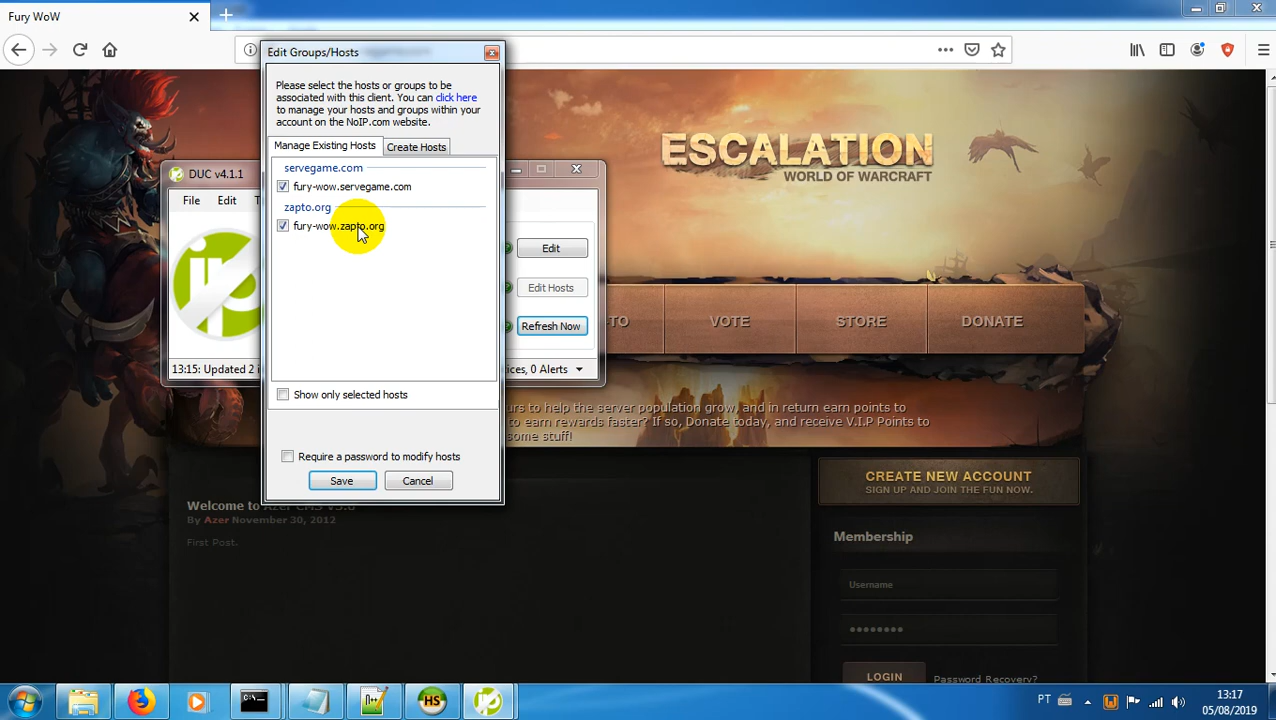 Fury WoW
Edit Groups/Hosts
Please select the hosts or groups to be
associated with this client. You can click here
to manage your hosts and groups within your
account on the NoIP.com website.
Manage Existing Hosts
Create Hosts
servegame.com
fury-wow.servegame.com
zapto.org
fury-wow.zapto.org
Show only selected hosts
Require a password to modify hosts
Save
Cancel
DUC v4.1.1
File
Edit
Edit
Edit Hosts
Refresh Now
13:15: Updated 2
0 Alerts
ESCALATION
WORLD OF WARCRAFT
VOTE
STORE
DONATE
to help the server population grow, and in return earn points to
to earn rewards faster? If so, Donate today, and receive V.I.P Points to
some stuff!
Welcome to Azer CMS
By Azer November 30, 2012
First Post.
CREATE NEW ACCOUNT
SIGN UP AND JOIN THE FUN NOW.
Membership
Username
LOGIN
Password Recovery?
PT
13:17
05/08/2019